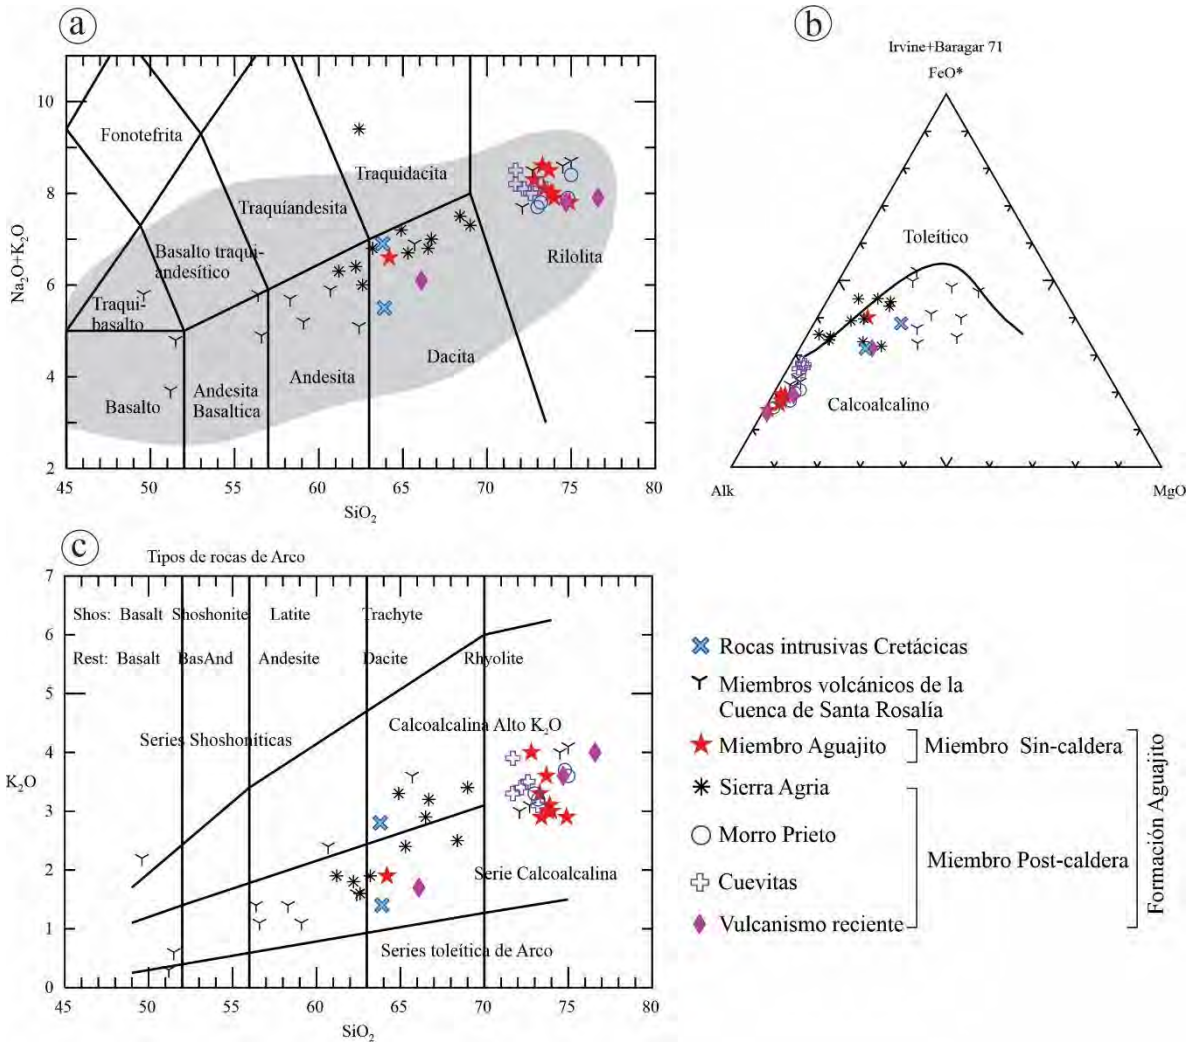 a
Fonotefrita
Traquidacita
Traquíandesita
Basalto traqui-
andesítico
Traqui-
basalto
Basalto
Andesita
Basaltica
Andesita
Dacita
Rilolita
10
8
6
4
2
Na₂O+K₂O
45 50 55 60 65 70 75 80
SiO₂
b
Irvine+Baragar 71
FeO*
Toleítico
Calcoalcalino
Alk
MgO
c
Tipos de rocas de Arco
Shos: Basalt Shoshonite Latite Trachyte
Rest: Basalt BasAnd Andesite Dacite Rhyolite
Series Shoshoníticas
Calcoalcalina Alto K₂O
Serie Calcoalcalina
Series toleítica de Arco
7
6
5
4
3
2
1
0
K₂O
45 50 55 60 65 70 75 80
SiO₂
Rocas intrusivas Cretácicas
Miembros volcánicos de la
Cuenca de Santa Rosalía
Miembro Aguajito
Miembro Sin-caldera
Sierra Agria
Morro Prieto
Cuevitas
Vulcanismo reciente
Miembro Post-caldera
Formación Aguajito